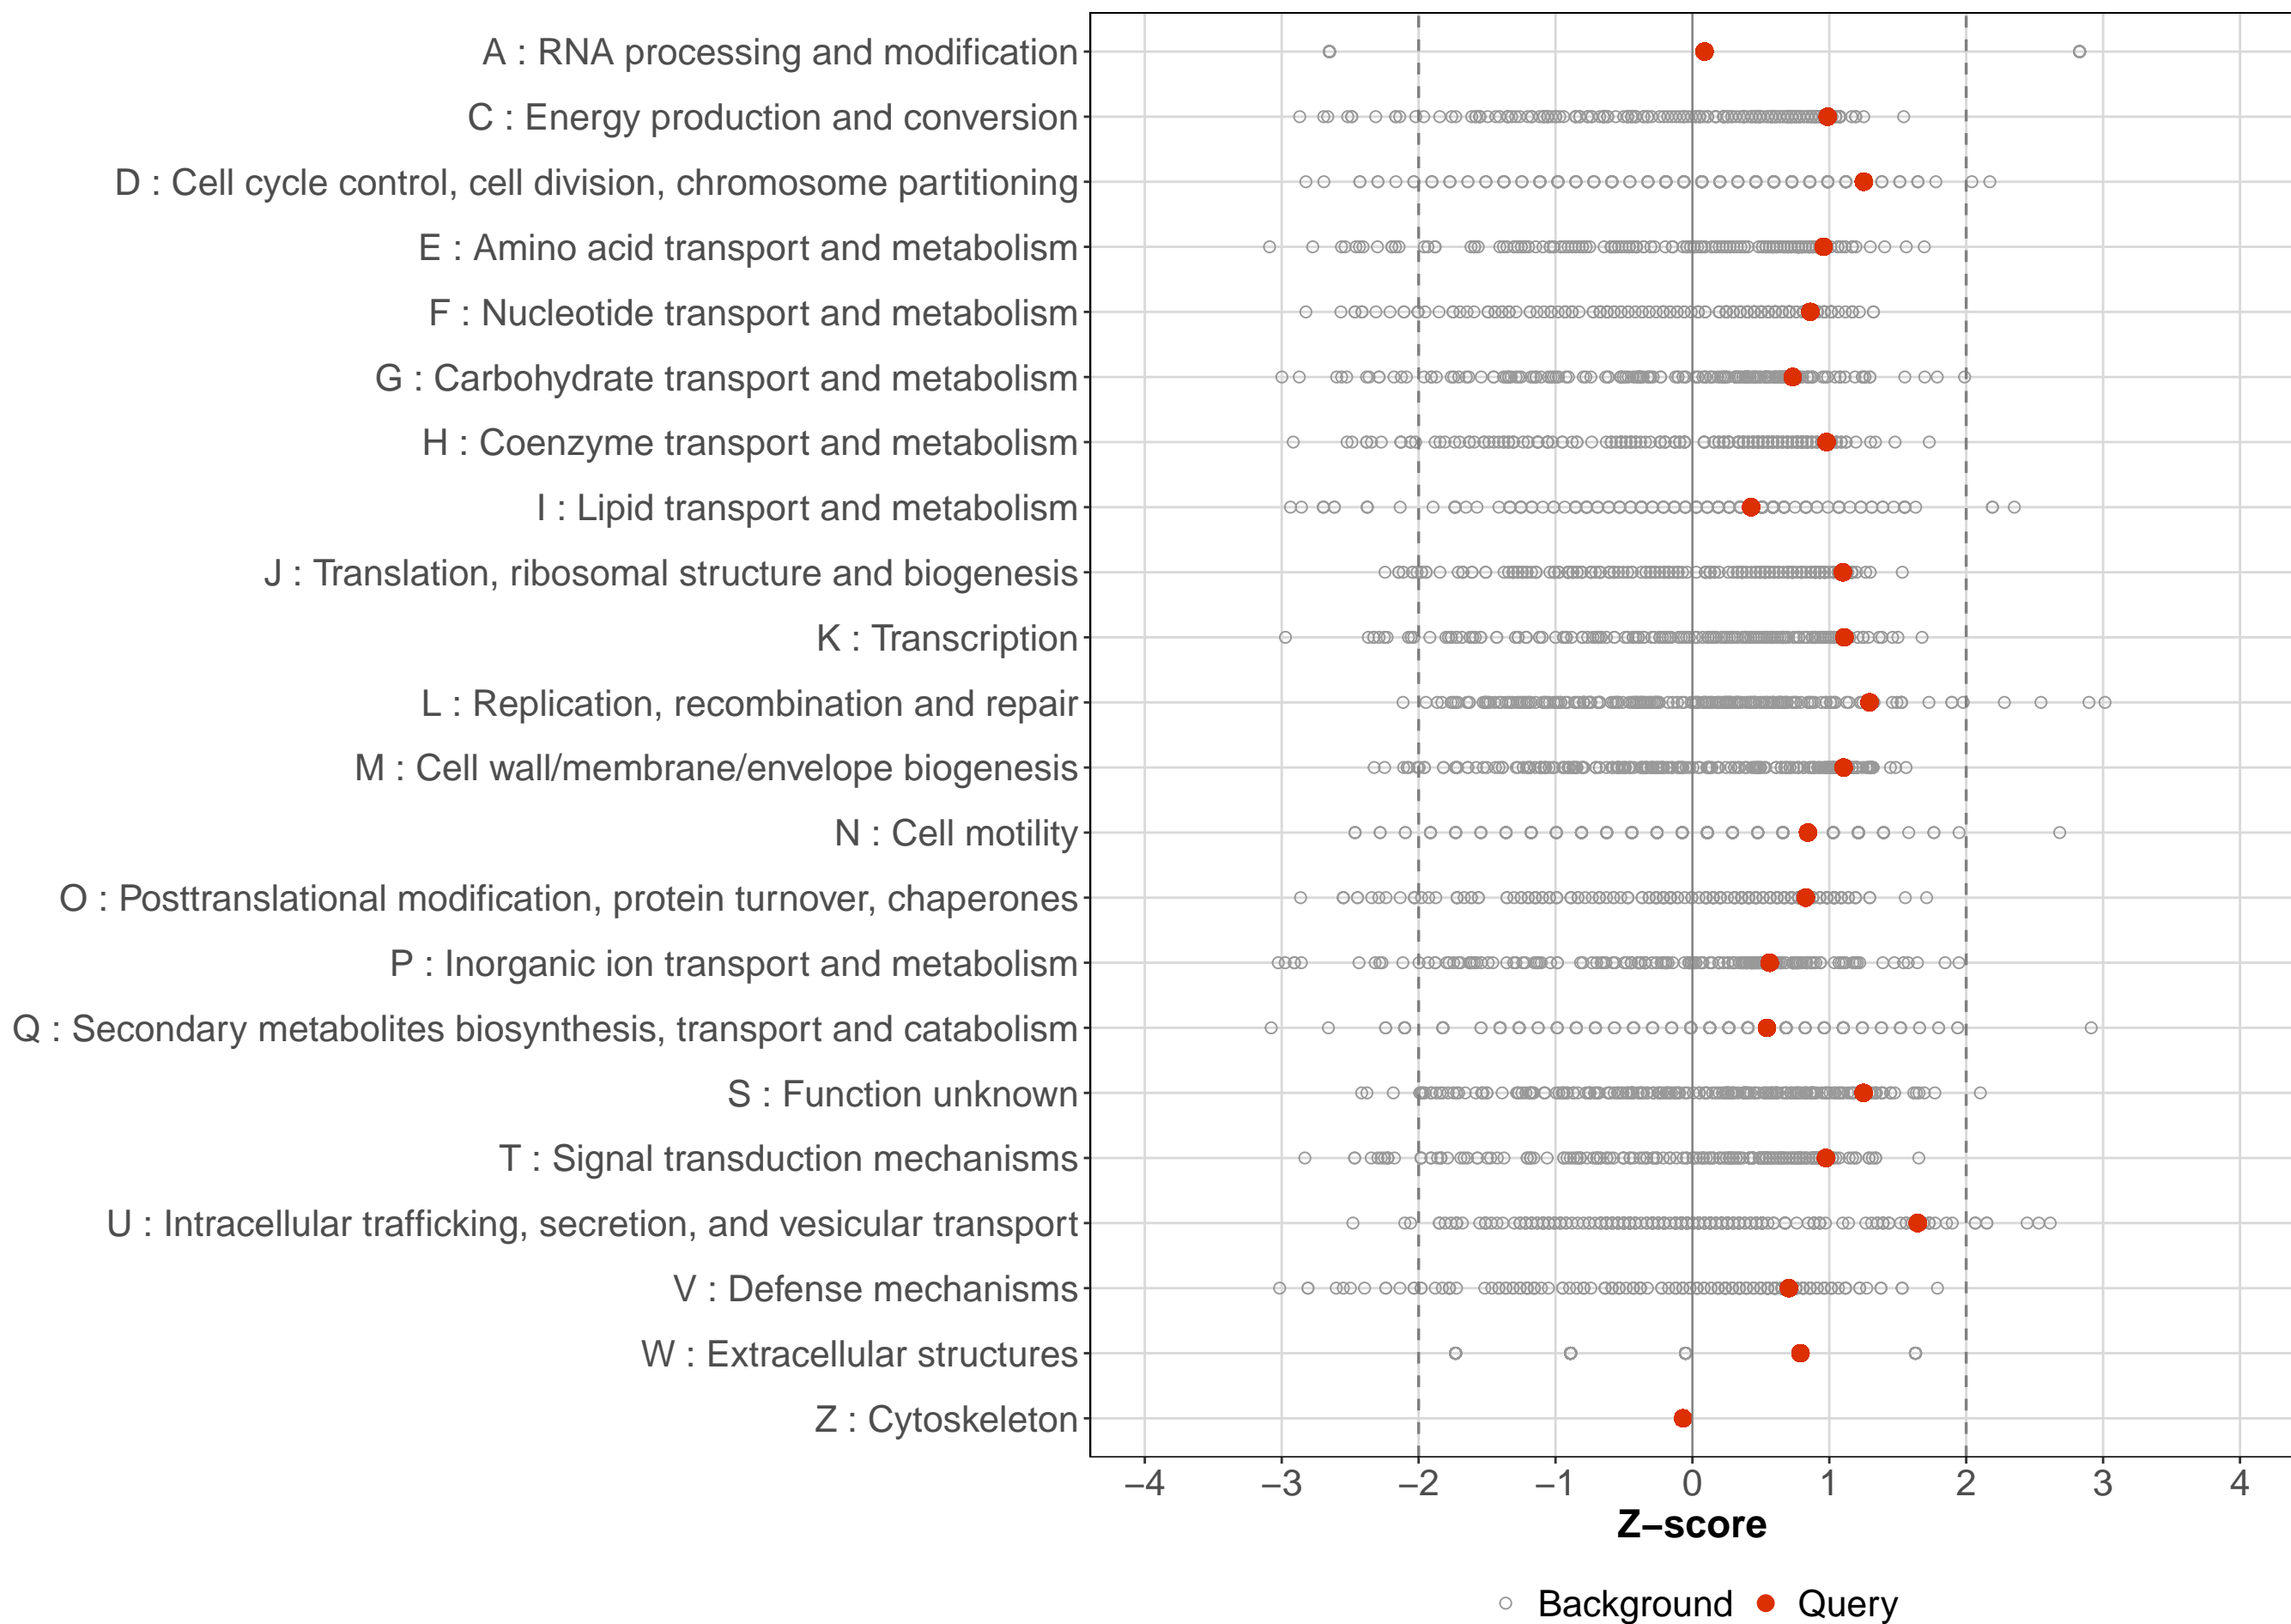 A : RNA processing and modification
C : Energy production and conversion
D : Cell cycle control, cell division, chromosome partitioning
E : Amino acid transport and metabolism
F : Nucleotide transport and metabolism
G : Carbohydrate transport and metabolism
H : Coenzyme transport and metabolism
I : Lipid transport and metabolism
J : Translation, ribosomal structure and biogenesis
K : Transcription
L : Replication, recombination and repair
M : Cell wall/membrane/envelope biogenesis
N : Cell motility
O : Posttranslational modification, protein turnover, chaperones
P : Inorganic ion transport and metabolism
Q : Secondary metabolites biosynthesis, transport and catabolism
S : Function unknown
T : Signal transduction mechanisms
U : Intracellular trafficking, secretion, and vesicular transport
V : Defense mechanisms
W : Extracellular structures
Z : Cytoskeleton
−4 −3 −2 −1 0 1 2 3 4
Z−score
Background Query